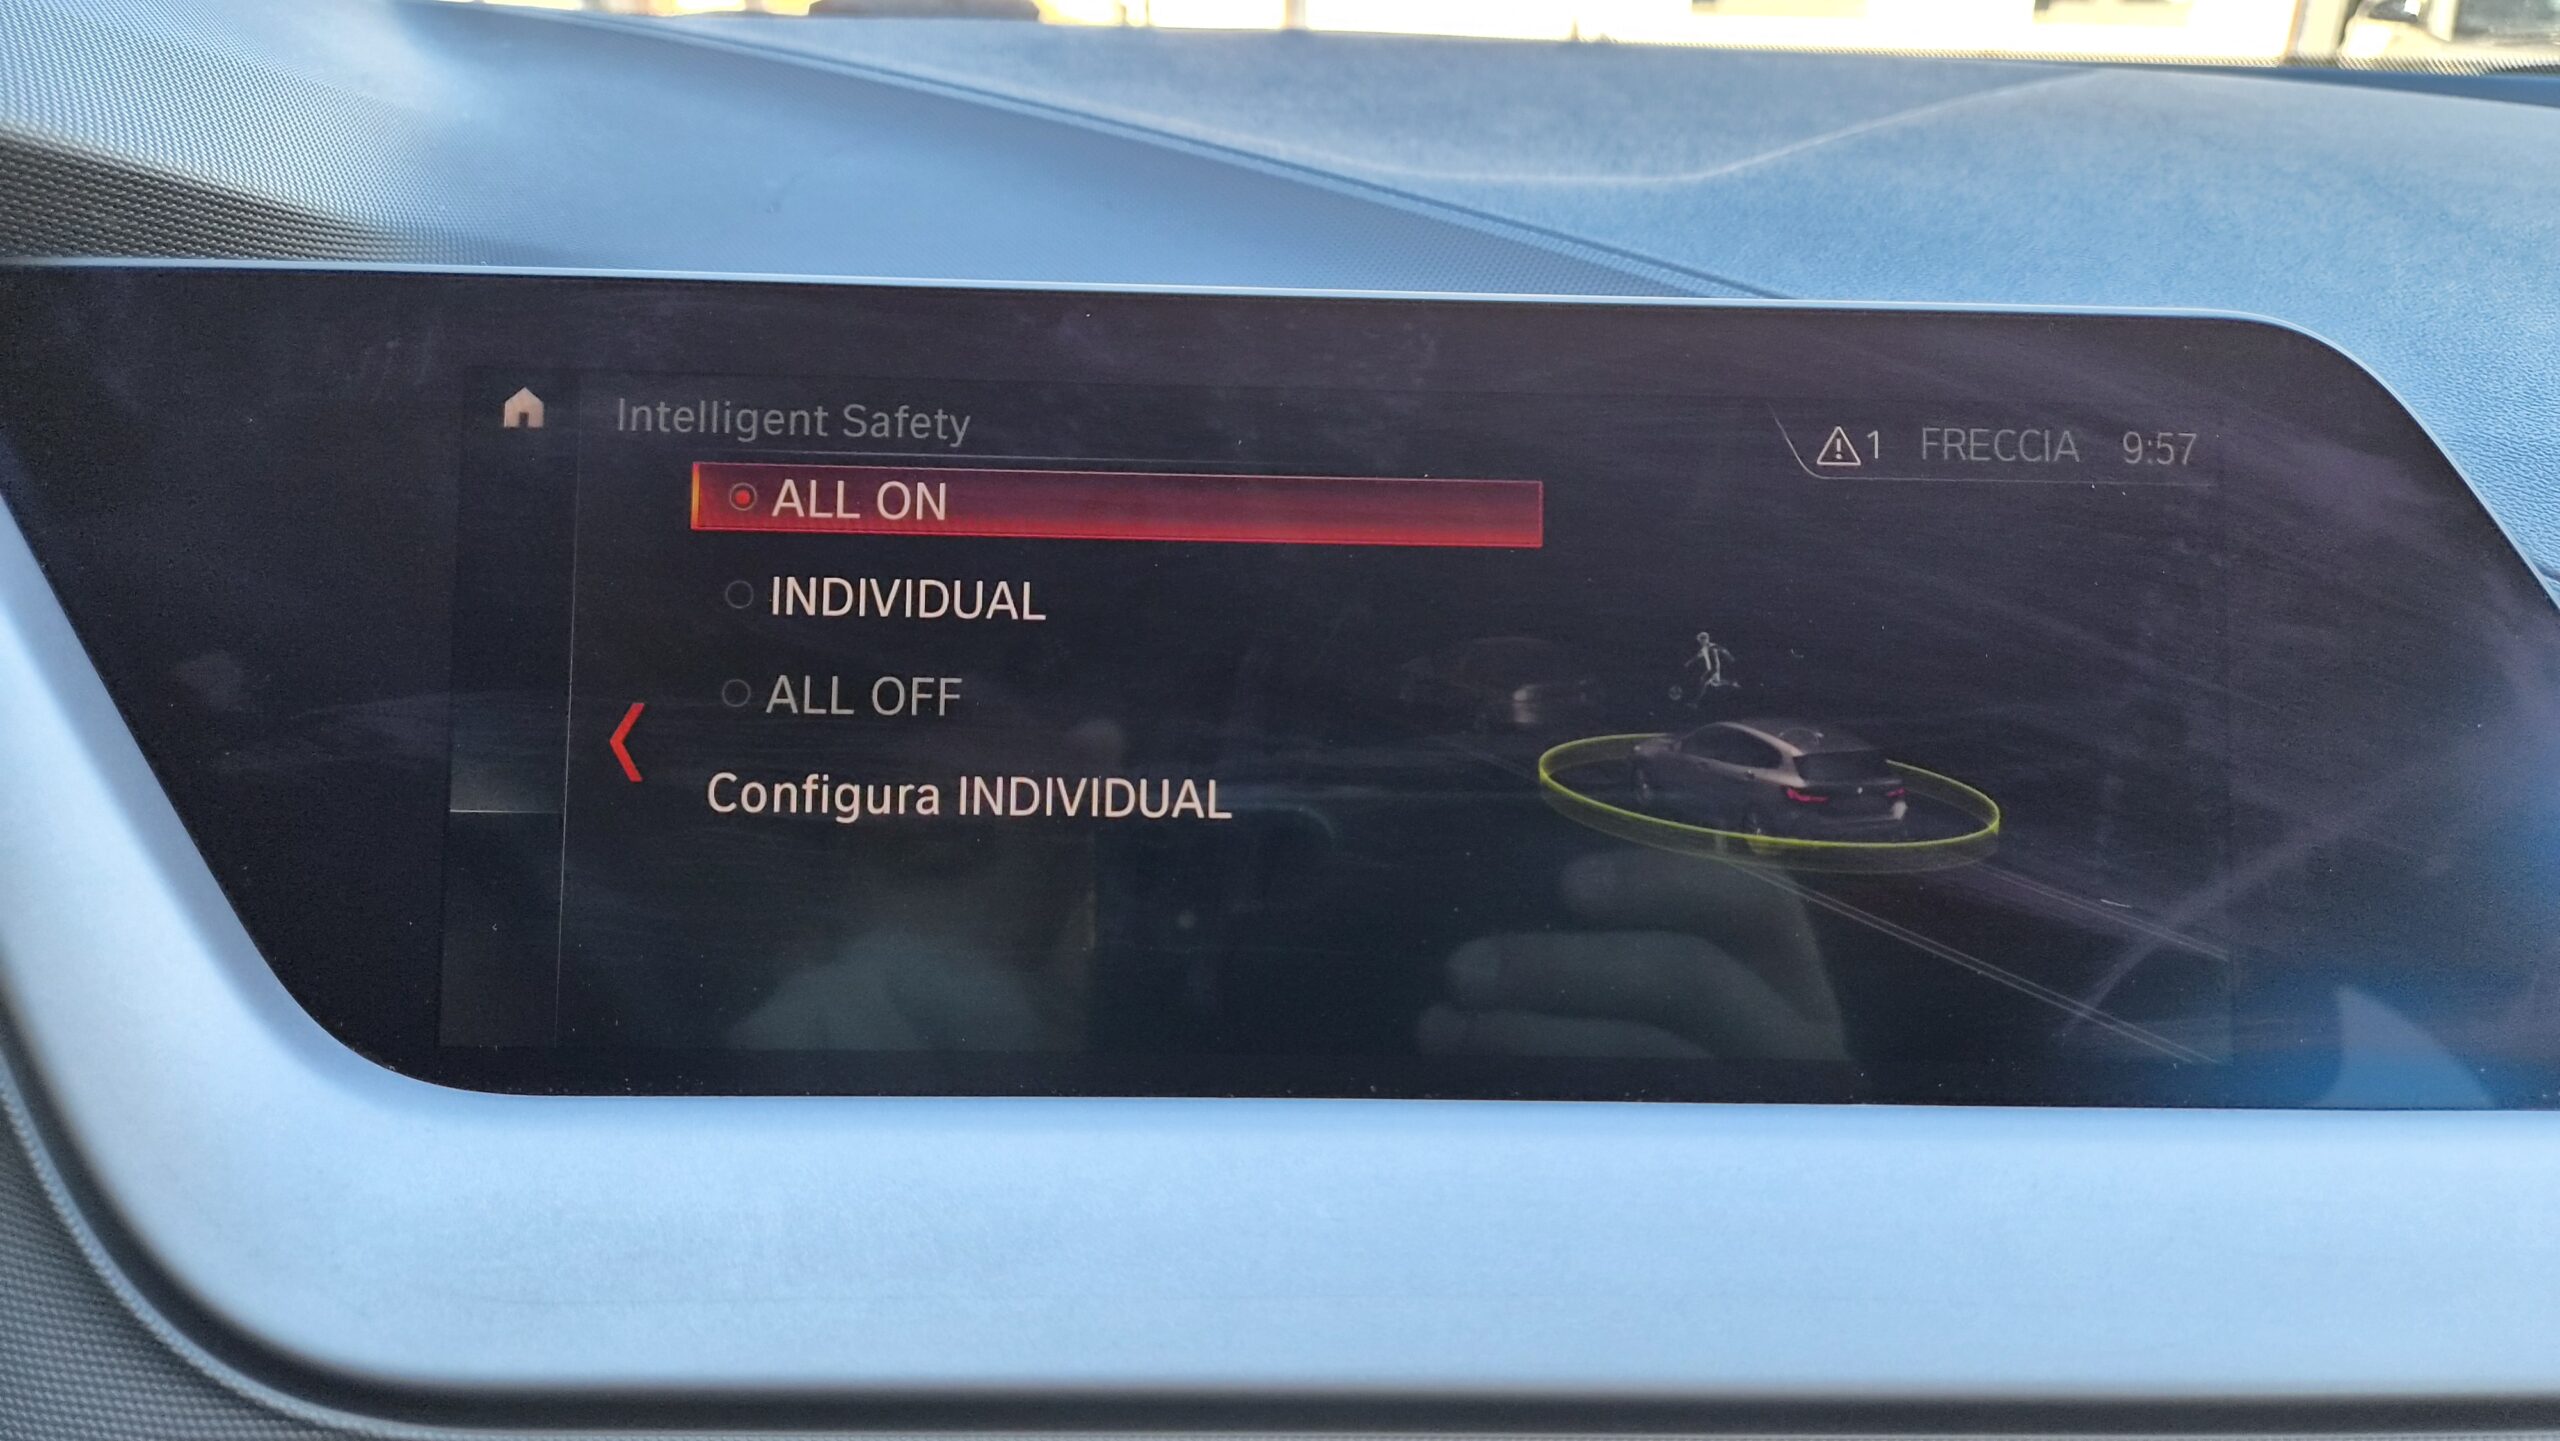 Intelligent Safety
1 FRECCIA 9:57
ALL ON
INDIVIDUAL
ALL OFF
Configura INDIVIDUAL